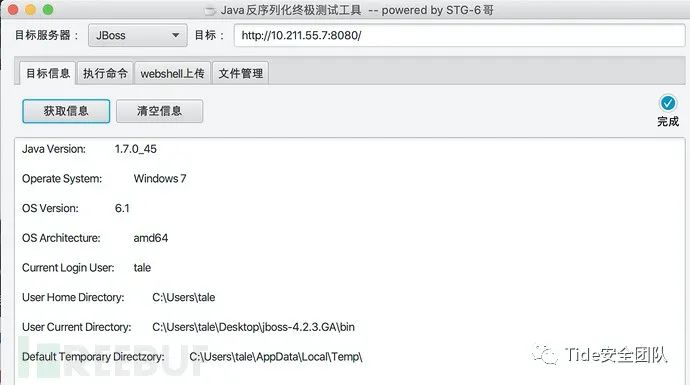 Java反序列化终极测试工具 -- powered by STG-6哥
目标服务器： JBoss 目标： http://10.211.55.7:8080/
目标信息 执行命令 webshell上传 文件管理
获取信息 清空信息 完成
Java Version: 1.7.0_45
Operate System: Windows 7
OS Version: 6.1
OS Architecture: amd64
Current Login User: tale
User Home Directory: C:\Users\tale
User Current Directory: C:\Users\tale\Desktop\jboss-4.2.3.GA\bin
Default Temporary Directzory: C:\Users\tale\AppData\Local\Temp\
REEBUF
Tide安全团队